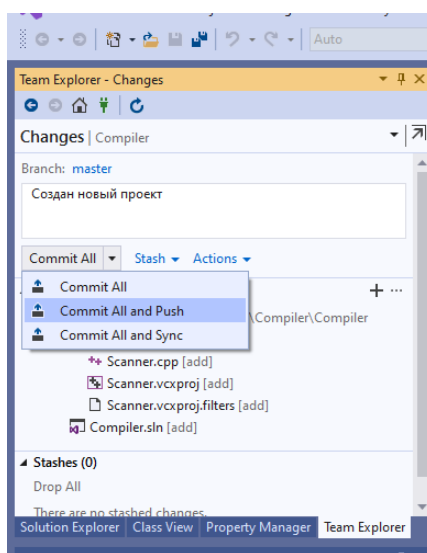 Auto
Team Explorer - Changes
Changes | Compiler
Branch: master
Создан новый проект
Commit All Stash Actions
Commit All
Commit All and Push
\Compiler\Compiler
Commit All and Sync
Scanner.cpp [add]
Scanner.vcxproj [add]
Scanner.vcxproj.filters [add]
Compiler.sln [add]
Stashes (0)
Drop All
There are no stashed changes.
Solution Explorer Class View Property Manager Team Explorer